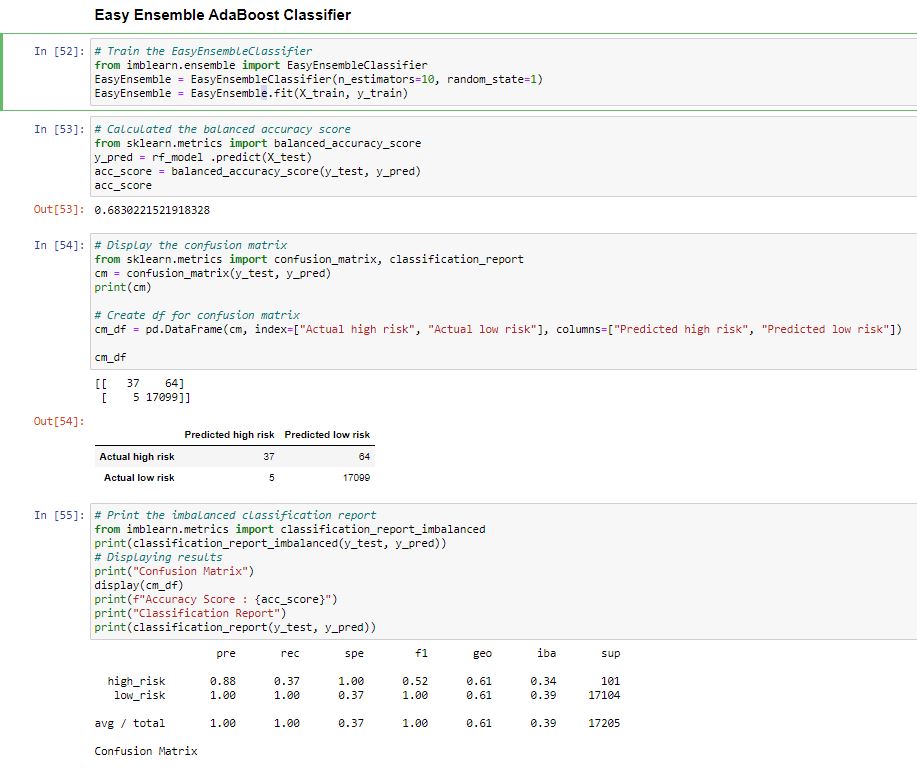 Easy Ensemble AdaBoost Classifier
In [52]: # Train the EasyEnsembleClassifier
from imblearn.ensemble import EasyEnsembleClassifier
EasyEnsemble = EasyEnsembleClassifier(n_estimators=10, random_state=1)
EasyEnsemble = EasyEnsemble.fit(X_train, y_train)
In [53]: # Calculated the balanced accuracy score
from sklearn.metrics import balanced_accuracy_score
y_pred = rf_model .predict(X_test)
acc_score = balanced_accuracy_score(y_test, y_pred)
acc_score
Out[53]: 0.6830221521918328
In [54]: # Display the confusion matrix
from sklearn.metrics import confusion_matrix, classification_report
cm = confusion_matrix(y_test, y_pred)
print(cm)
# Create df for confusion matrix
cm_df = pd.DataFrame(cm, index=["Actual high risk", "Actual low risk"], columns=["Predicted high risk", "Predicted low risk"])
cm_df
[[   37    64]
 [    5 17099]]
Out[54]:
Predicted high risk Predicted low risk
Actual high risk 37 64
Actual low risk 5 17099
In [55]: # Print the imbalanced classification report
from imblearn.metrics import classification_report_imbalanced
print(classification_report_imbalanced(y_test, y_pred))
# Displaying results
print("Confusion Matrix")
display(cm_df)
print(f"Accuracy Score : {acc_score}")
print("Classification Report")
print(classification_report(y_test, y_pred))
pre rec spe f1 geo iba sup
high_risk 0.88 0.37 1.00 0.52 0.61 0.34 101
low_risk 1.00 1.00 0.37 1.00 0.61 0.39 17104
avg / total 1.00 1.00 0.37 1.00 0.61 0.39 17205
Confusion Matrix